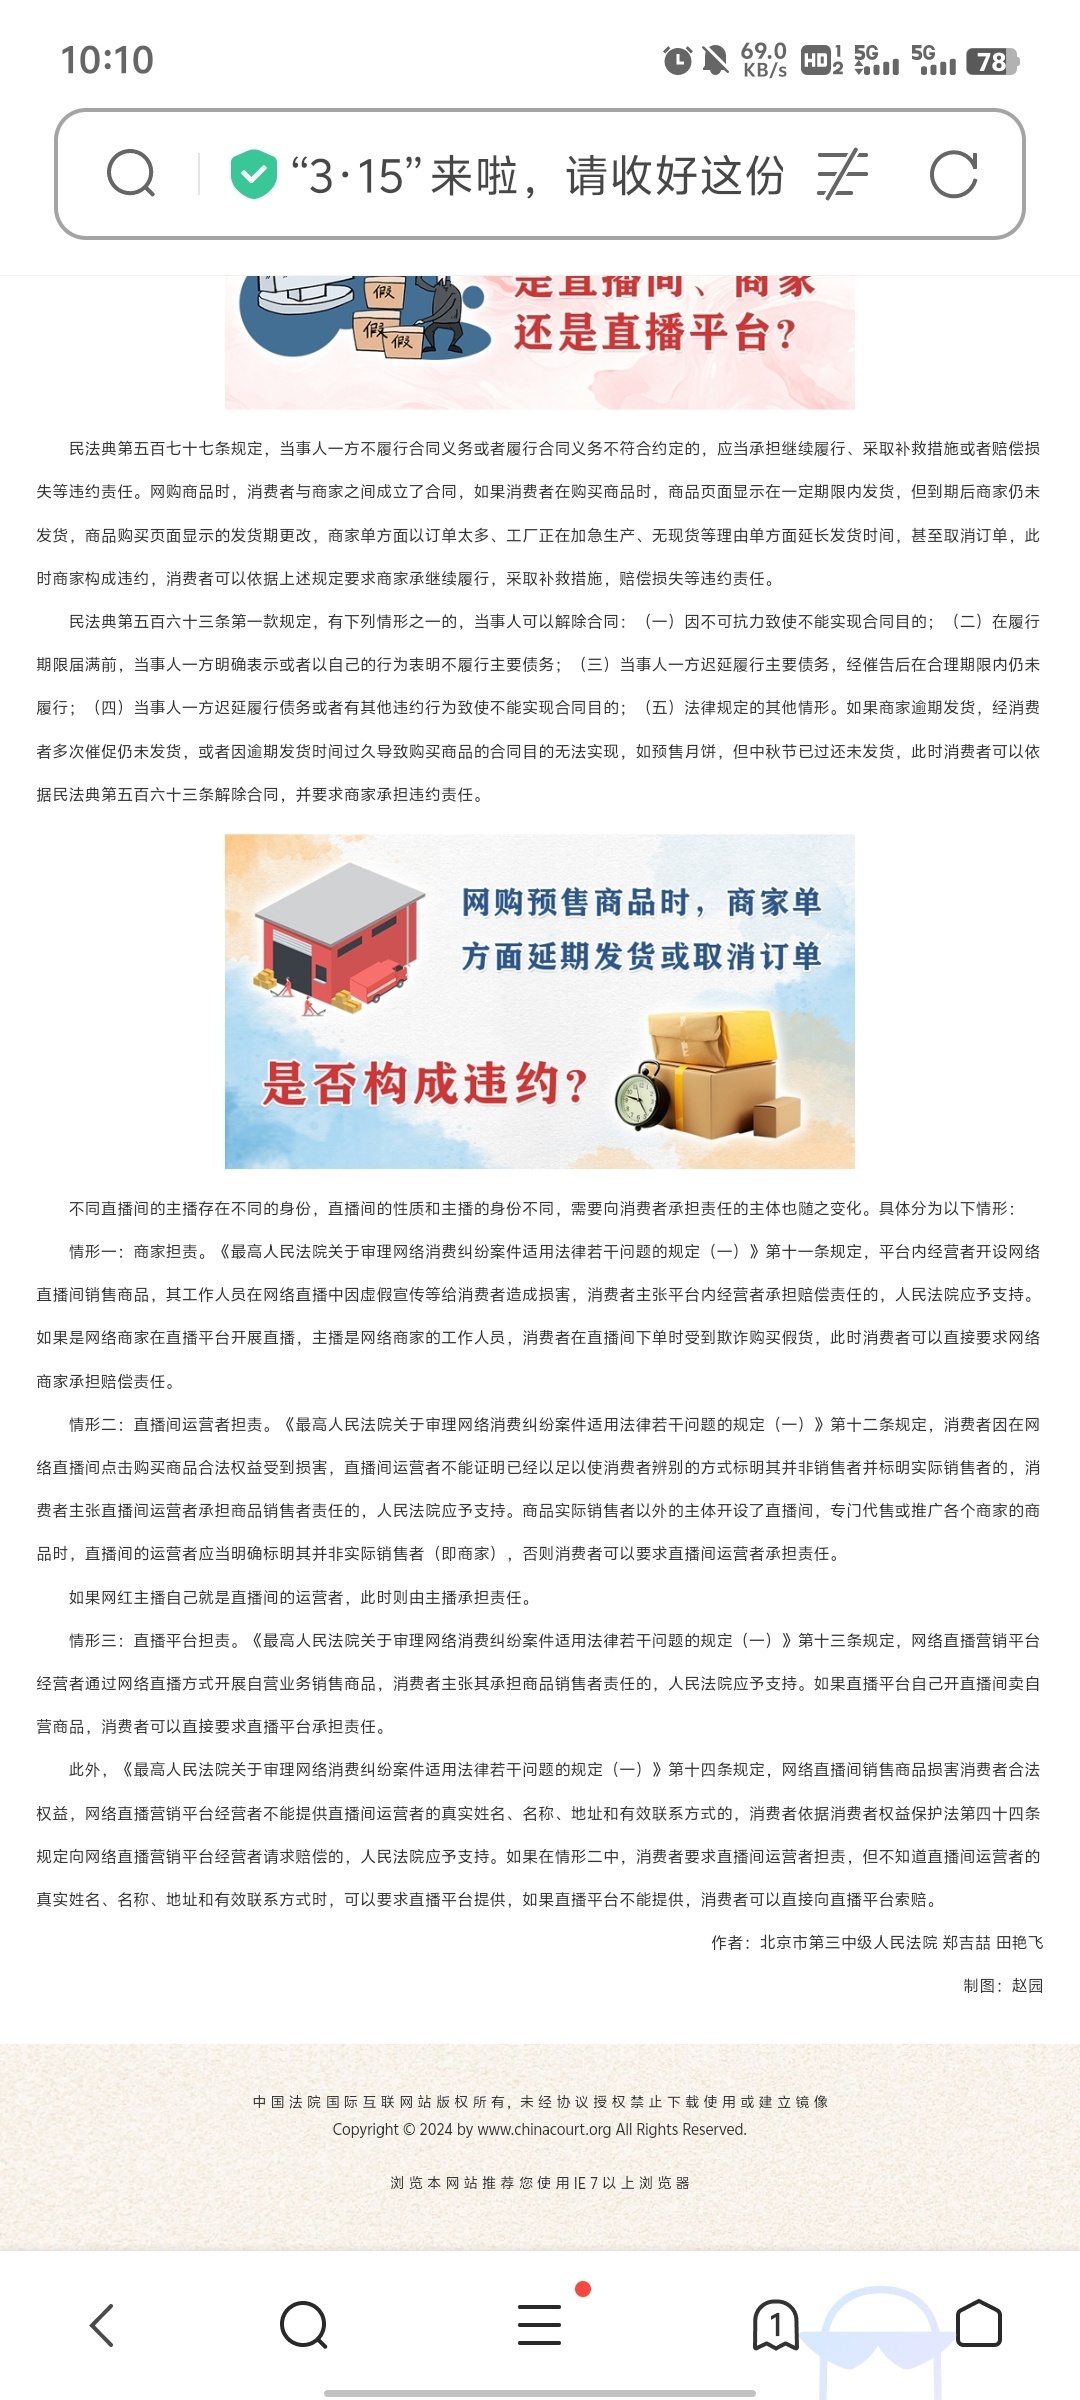 10:10
69.0
KB/s
HD
1
2
5G
5G
78
“3·15”来啦，请收好这份
假
假
假
是直播间、商家
还是直播平台？
民法典第五百七十七条规定，当事人一方不履行合同义务或者履行合同义务不符合约定的，应当承担继续履行、采取补救措施或者赔偿损
失等违约责任。网购商品时，消费者与商家之间成立了合同，如果消费者在购买商品时，商品页面显示在一定期限内发货，但到期后商家仍未
发货，商品购买页面显示的发货期更改，商家单方面以订单太多、工厂正在加急生产、无现货等理由单方面延长发货时间，甚至取消订单，此
时商家构成违约，消费者可以依据上述规定要求商家承继续履行，采取补救措施，赔偿损失等违约责任。
民法典第五百六十三条第一款规定，有下列情形之一的，当事人可以解除合同：（一）因不可抗力致使不能实现合同目的；（二）在履行
期限届满前，当事人一方明确表示或者以自己的行为表明不履行主要债务；（三）当事人一方迟延履行主要债务，经催告后在合理期限内仍未
履行；（四）当事人一方迟延履行债务或者有其他违约行为致使不能实现合同目的；（五）法律规定的其他情形。如果商家逾期发货，经消费
者多次催促仍未发货，或者因逾期发货时间过久导致购买商品的合同目的无法实现，如预售月饼，但中秋节已过还未发货，此时消费者可以依
据民法典第五百六十三条解除合同，并要求商家承担违约责任。
网购预售商品时，商家单
方面延期发货或取消订单
是否构成违约？
不同直播间的主播存在不同的身份，直播间的性质和主播的身份不同，需要向消费者承担责任的主体也随之变化。具体分为以下情形：
情形一：商家担责。《最高人民法院关于审理网络消费纠纷案件适用法律若干问题的规定（一）》第十一条规定，平台内经营者开设网络
直播间销售商品，其工作人员在网络直播中因虚假宣传等给消费者造成损害，消费者主张平台内经营者承担赔偿责任的，人民法院应予支持。
如果是网络商家在直播平台开展直播，主播是网络商家的工作人员，消费者在直播间下单时受到欺诈购买假货，此时消费者可以直接要求网络
商家承担赔偿责任。
情形二：直播间运营者担责。《最高人民法院关于审理网络消费纠纷案件适用法律若干问题的规定（一）》第十二条规定，消费者因在网
络直播间点击购买商品合法权益受到损害，直播间运营者不能证明已经以足以使消费者辨别的方式标明其并非销售者并标明实际销售者的，消
费者主张直播间运营者承担商品销售者责任的，人民法院应予支持。商品实际销售者以外的主体开设了直播间，专门代售或推广各个商家的商
品时，直播间的运营者应当明确标明其并非实际销售者（即商家），否则消费者可以要求直播间运营者承担责任。
如果网红主播自己就是直播间的运营者，此时则由主播承担责任。
情形三：直播平台担责。《最高人民法院关于审理网络消费纠纷案件适用法律若干问题的规定（一）》第十三条规定，网络直播营销平台
经营者通过网络直播方式开展自营业务销售商品，消费者主张其承担商品销售者责任的，人民法院应予支持。如果直播平台自己开直播间卖自
营商品，消费者可以直接要求直播平台承担责任。
此外，《最高人民法院关于审理网络消费纠纷案件适用法律若干问题的规定（一）》第十四条规定，网络直播间销售商品损害消费者合法
权益，网络直播营销平台经营者不能提供直播间运营者的真实姓名、名称、地址和有效联系方式的，消费者依据消费者权益保护法第四十四条
规定向网络直播营销平台经营者请求赔偿的，人民法院应予支持。如果在情形二中，消费者要求直播间运营者担责，但不知道直播间运营者的
真实姓名、名称、地址和有效联系方式时，可以要求直播平台提供，如果直播平台不能提供，消费者可以直接向直播平台索赔。
作者：北京市第三中级人民法院 郑吉喆 田艳飞
制图：赵园
中国法院国际互联网站版权所有，未经协议授权禁止下载使用或建立镜像
Copyright © 2024 by www.chinacourt.org All Rights Reserved.
浏览本网站推荐您使用IE 7以上浏览器
1